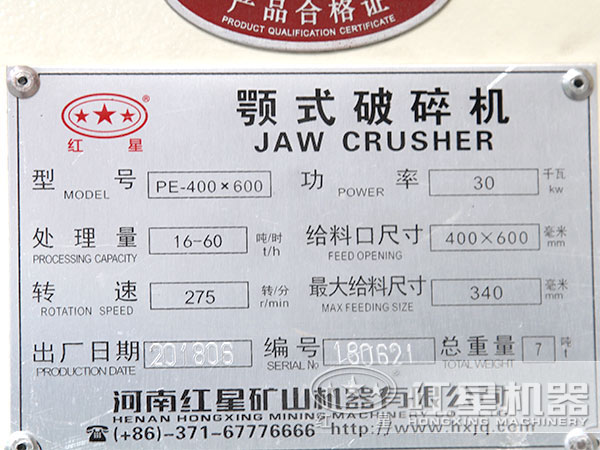 产品合格证
PRODUCT QUALIFICATION CERTIFICATE
红星 ®
颚式破碎机
JAW CRUSHER
型号 PE-400×600 功率 30 千瓦
MODEL POWER kw
处理量 16-60 吨/时 给料口尺寸 400×600 毫米
PROCESSING CAPACITY t/h FEED OPENING mm
转速 275 转/分 最大给料尺寸 340 毫米
ROTATION SPEED r/min MAX FEEDING SIZE mm
出厂日期 201806 编号 180621 总重量 7 吨
PRODUCTION DATE SERIAL No TOTAL WEIGHT t
河南红星矿山机器有限公司
HENAN HONGXING MINING MACHINERY CO., LTD
☎(+86)-371-67776666 http://www.hxjq.com
红星机器
HONGXING MACHINERY